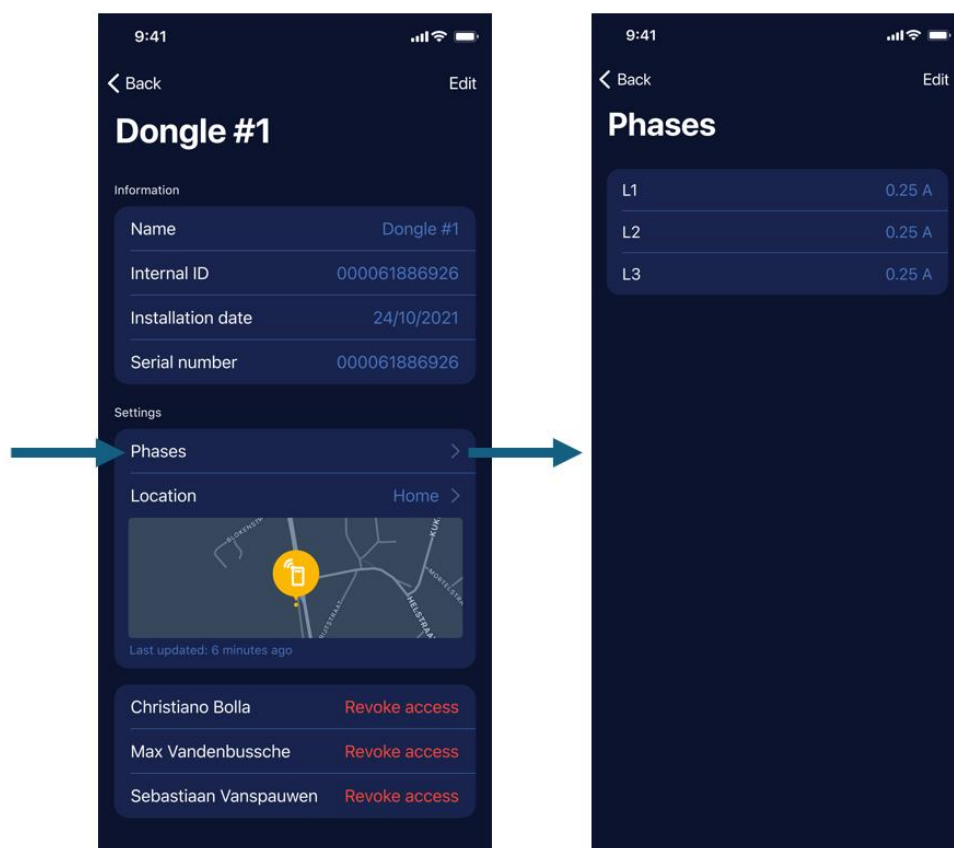 9:41
Back Edit
Dongle #1
Information
Name Dongle #1
Internal ID 000061886926
Installation date 24/10/2021
Serial number 000061886926
Settings
Phases
Location Home
HELSTRAAT
Last updated: 6 minutes ago
Christiano Bolla Revoke access
Max Vandenbussche Revoke access
Sebastiaan Vanspauwen Revoke access
9:41
Back Edit
Phases
L1 0.25 A
L2 0.25 A
L3 0.25 A